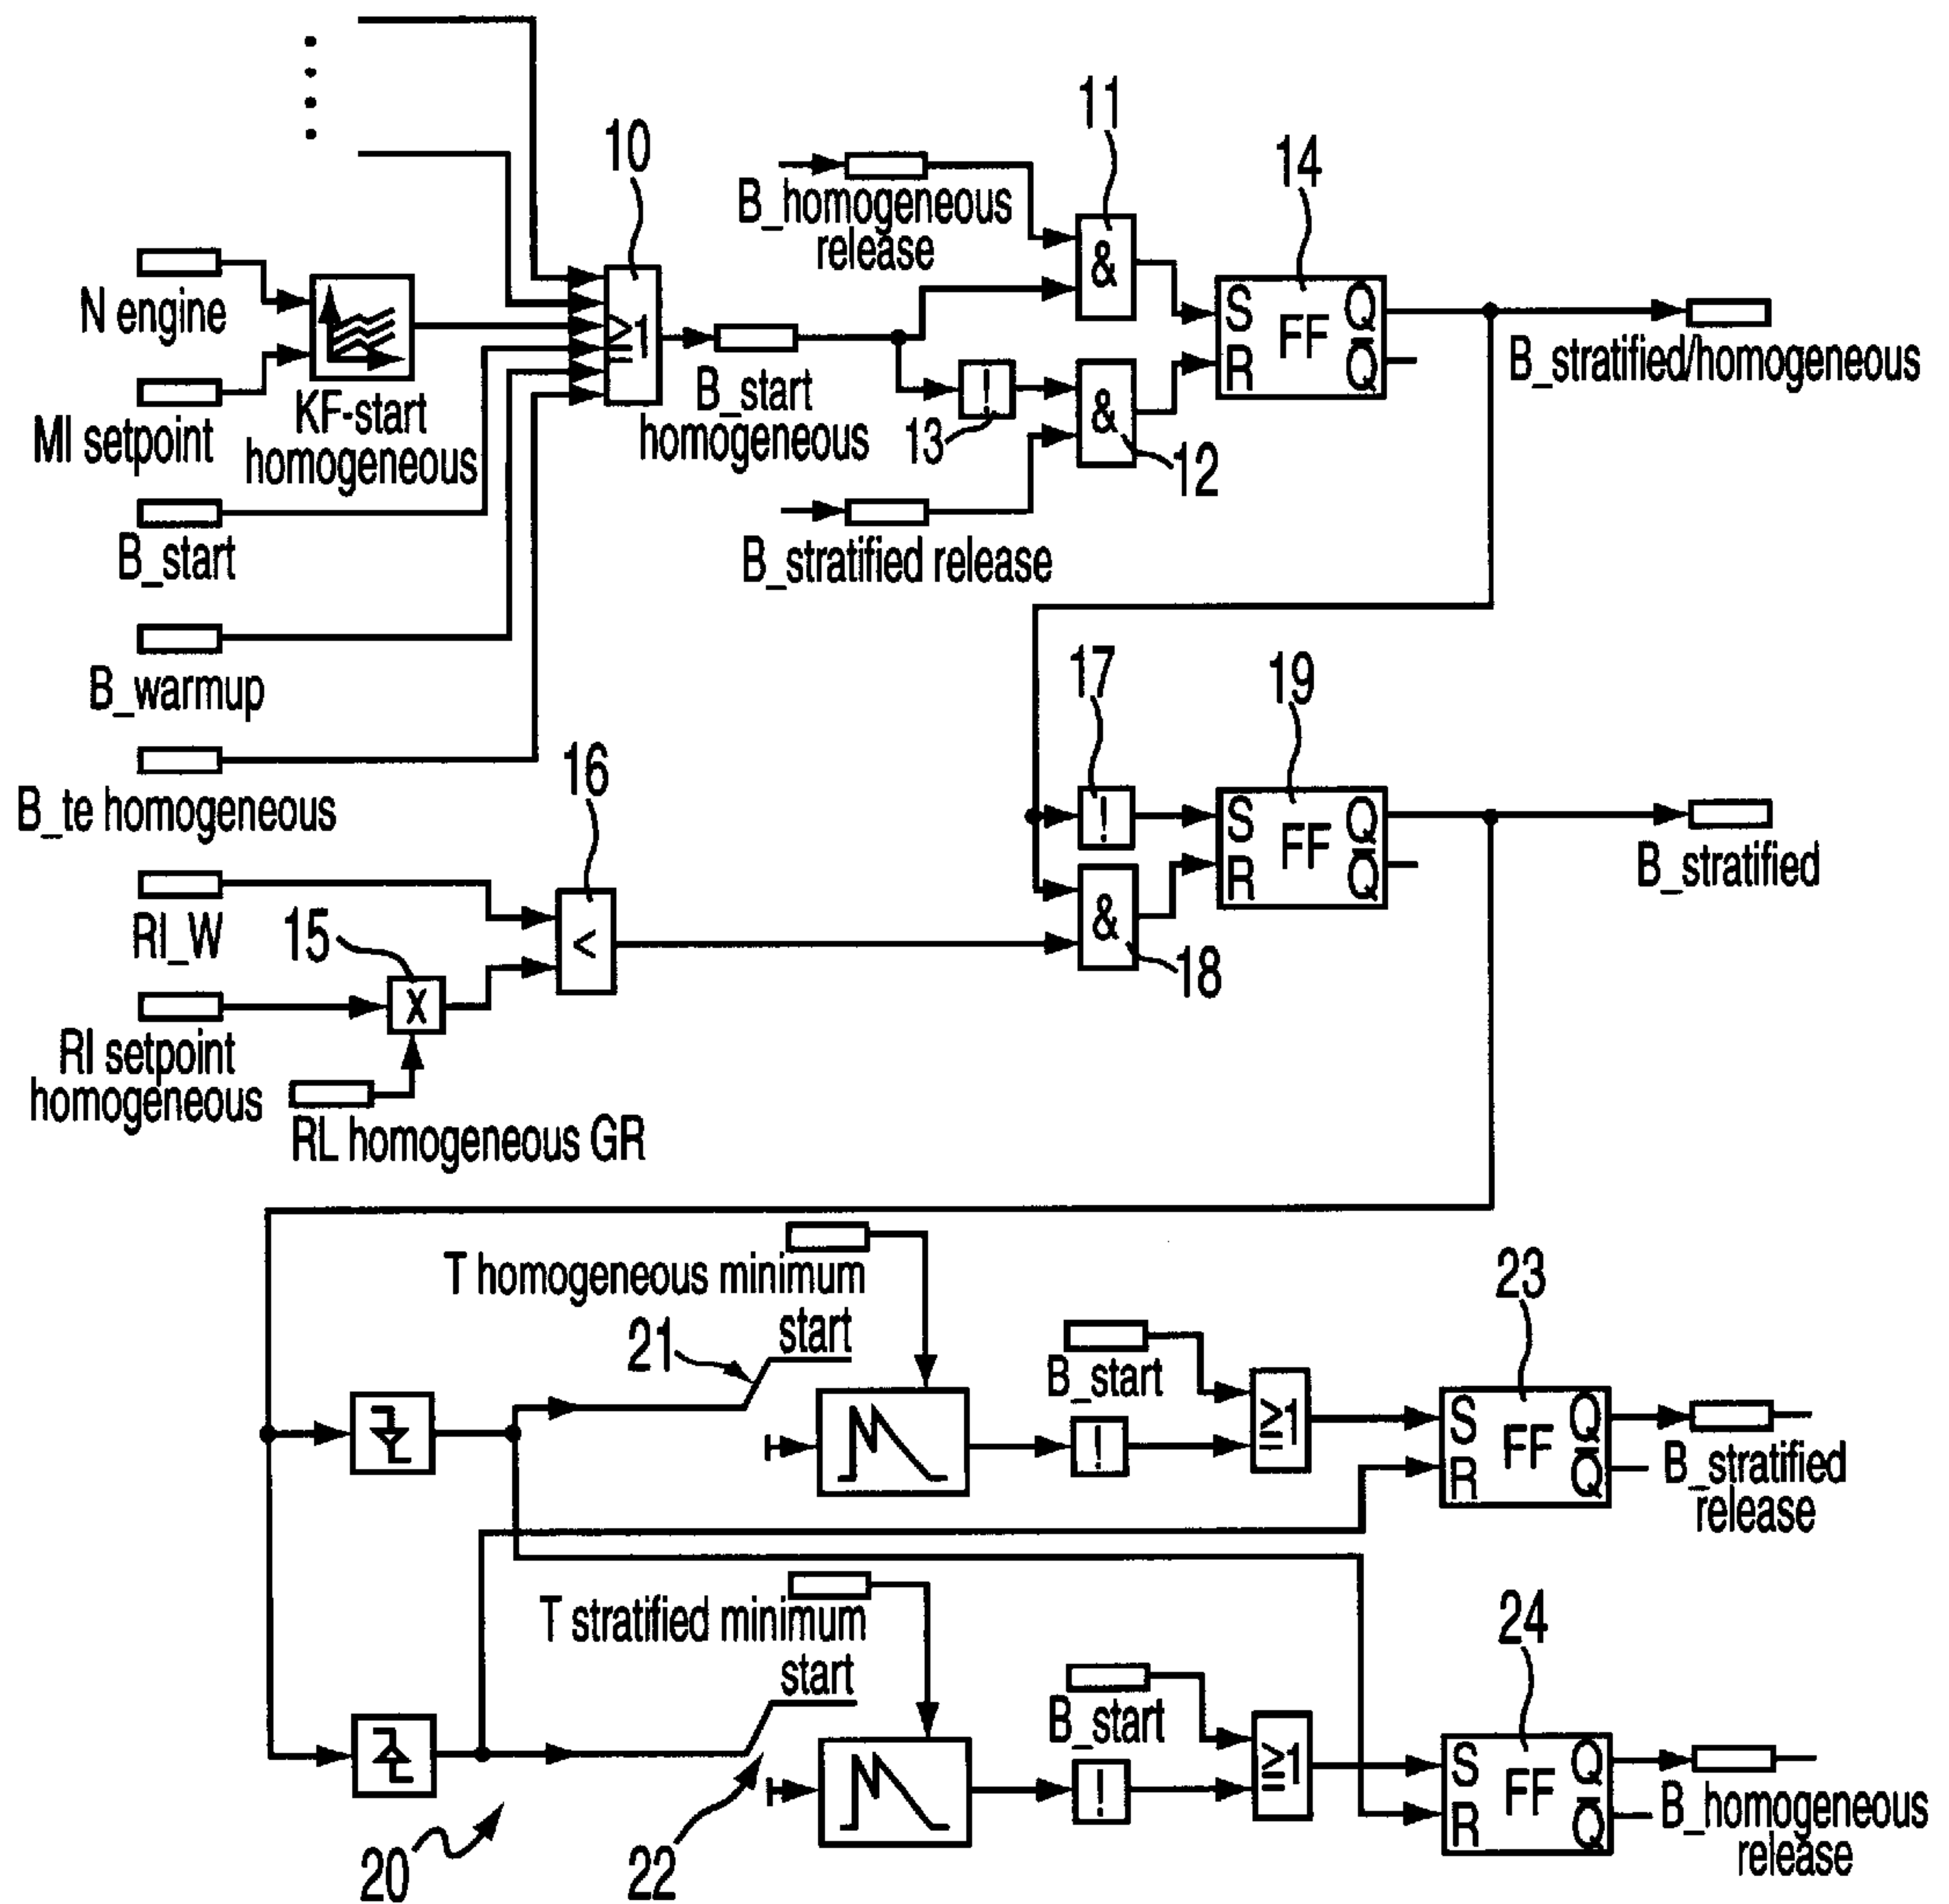 10
11
14
B_homogeneous
release
&
N engine
S
FF
Q
Q
R
≥1
B_stratified/homogeneous
MI setpoint
KF-start
homogeneous
B_start
homogeneous
!
13
&
12
B_start
B_stratified release
B_warmup
17
19
B_te homogeneous
16
!
S
FF
Q
Q
R
B_stratified
RI_W
15
<
&
18
X
RI setpoint
homogeneous
RL homogeneous GR
T homogeneous minimum
23
21
start
B_start
!
≥1
S
FF
Q
Q
R
B_stratified
release
T stratified minimum
24
start
B_start
!
≥1
S
FF
Q
Q
R
B_homogeneous
release
20
22